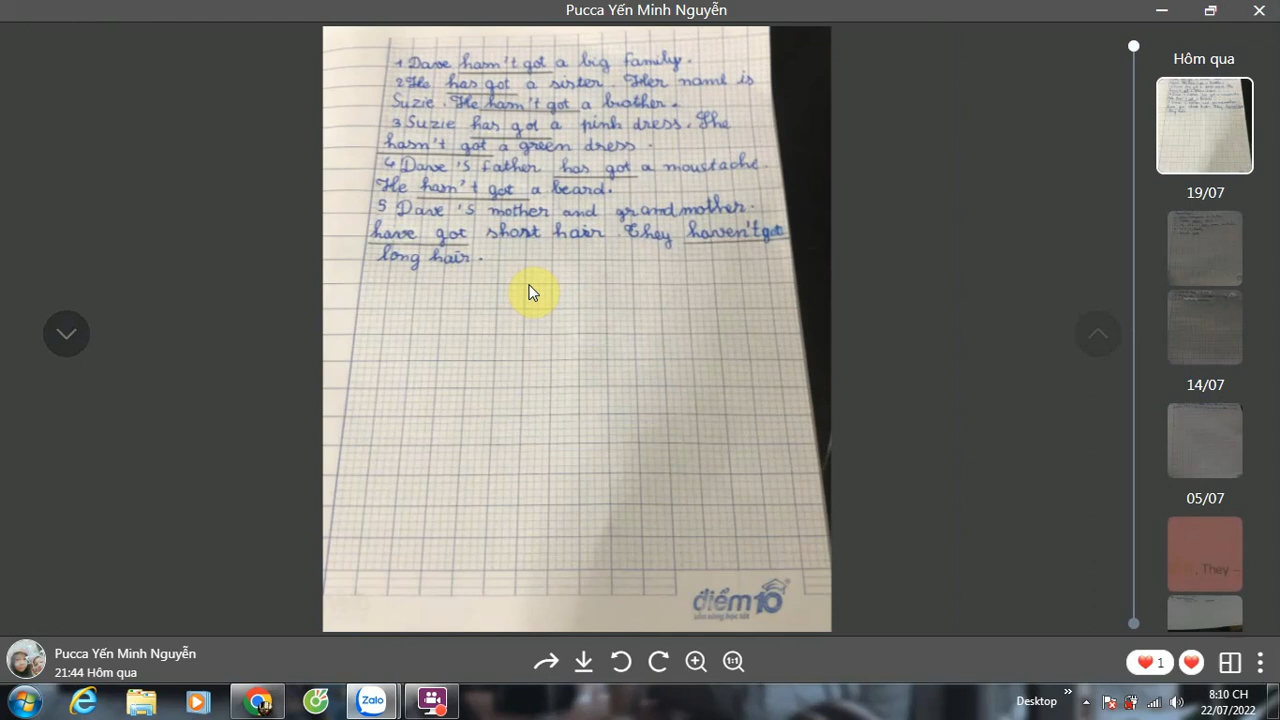 Pucca Yến Minh Nguyễn
1 Dave hasn't got a big family.
2 He has got a sister. Her name is
Suzie. He hasn't got a brother.
3 Suzie has got a pink dress. She
hasn't got a green dress.
4 Dave 's father has got a moustache.
He hasn't got a beard.
5 Dave 's mother and grandmother.
have got short hair. They haven't got
long hair.
điểm 10
Hôm qua
19/07
14/07
05/07
, They –
Pucca Yến Minh Nguyễn
21:44 Hôm qua
1:1
1
Zalo
Desktop
8:10 CH
22/07/2022